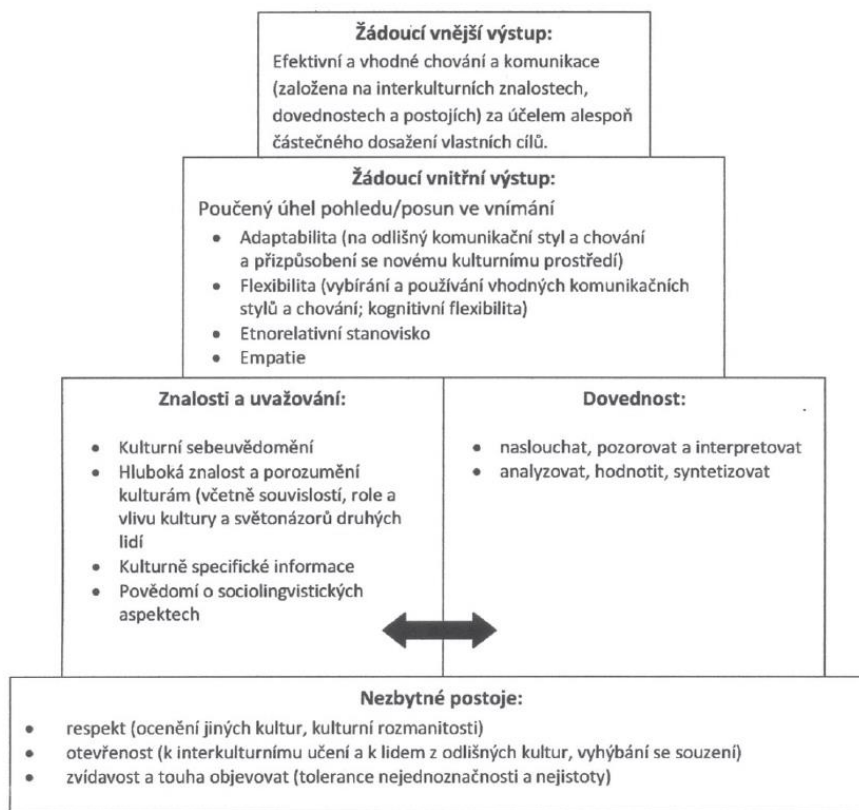 Žádoucí vnější výstup:
Efektivní a vhodné chování a komunikace
(založena na interkulturních znalostech,
dovednostech a postojích) za účelem alespoň
částečného dosažení vlastních cílů.
Žádoucí vnitřní výstup:
Poučený úhel pohledu/posun ve vnímání
• Adaptabilita (na odlišný komunikační styl a chování
a přizpůsobení se novému kulturnímu prostředí)
• Flexibilita (vybírání a používání vhodných komunikačních
stylů a chování; kognitivní flexibilita)
• Etnorelativní stanovisko
• Empatie
Znalosti a uvažování:
• Kulturní sebeuvědomění
• Hluboká znalost a porozumění
kulturám (včetně souvislostí, role a
vlivu kultury a světonázorů druhých
lidí
• Kulturně specifické informace
• Povědomí o sociolingvistických
aspektech
Dovednost:
• naslouchat, pozorovat a interpretovat
• analyzovat, hodnotit, syntetizovat
Nezbytné postoje:
• respekt (ocenění jiných kultur, kulturní rozmanitosti)
• otevřenost (k interkulturnímu učení a k lidem z odlišných kultur, vyhýbání se souzení)
• zvídavost a touha objevovat (tolerance nejednoznačnosti a nejistoty)